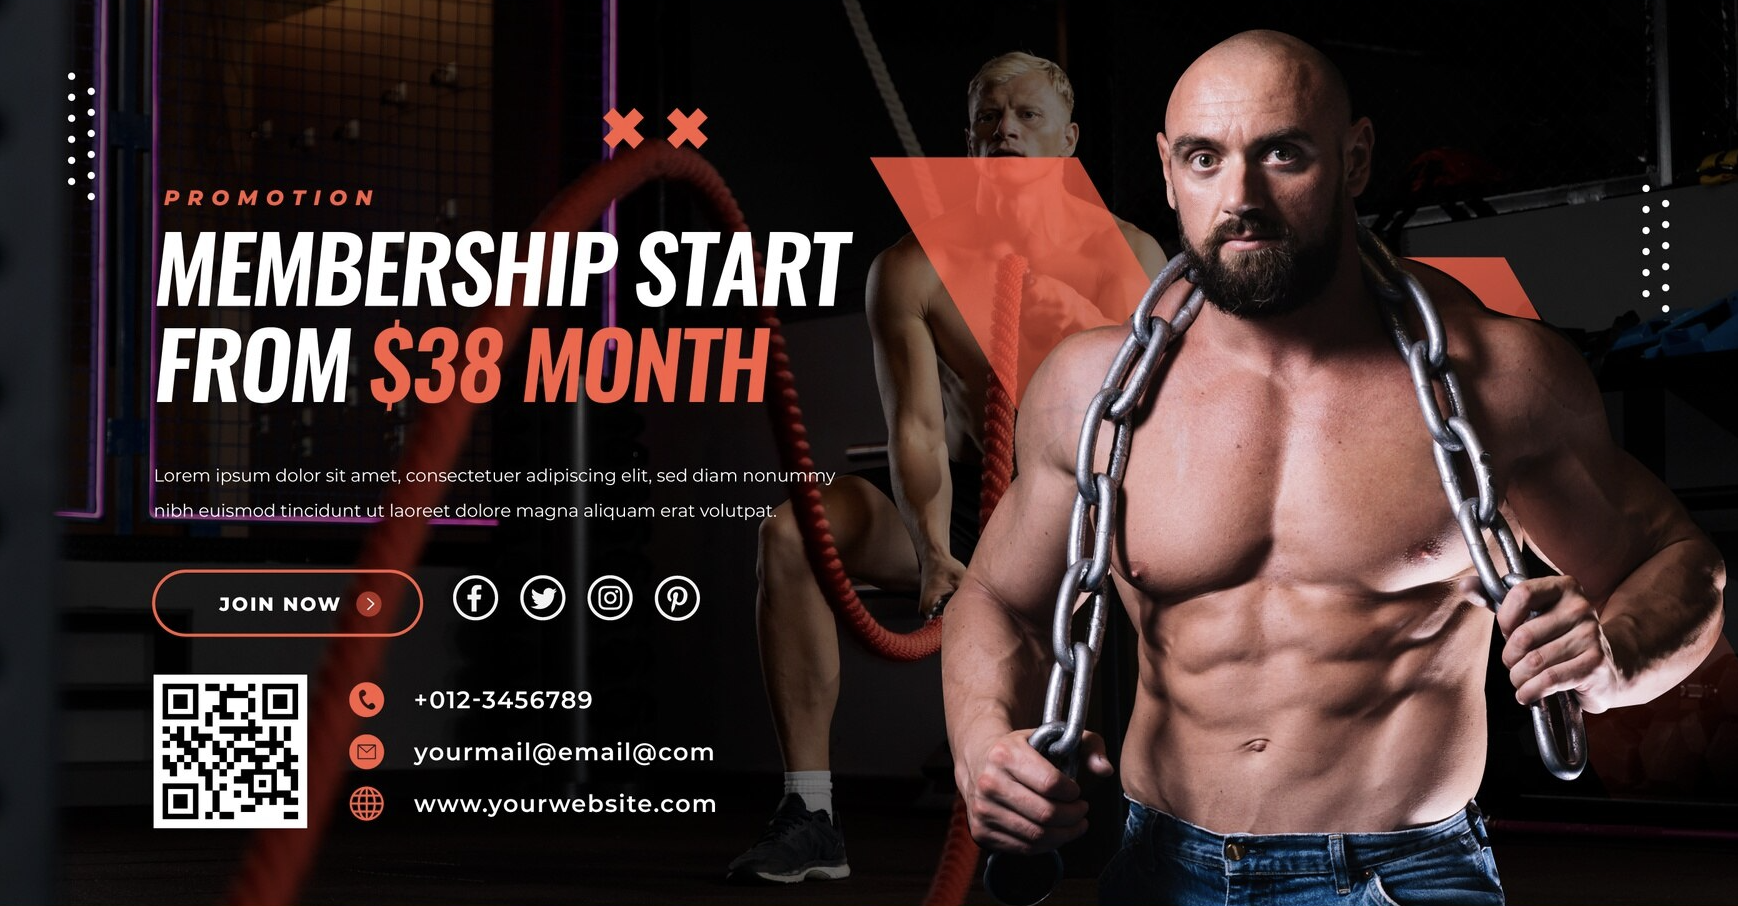 PROMOTION
MEMBERSHIP START
FROM $38 MONTH
Lorem ipsum dolor sit amet, consectetuer adipiscing elit, sed diam nonummy
nibh euismod tincidunt ut laoreet dolore magna aliquam erat volutpat.
JOIN NOW
+012-3456789
yourmail@email@com
www.yourwebsite.com